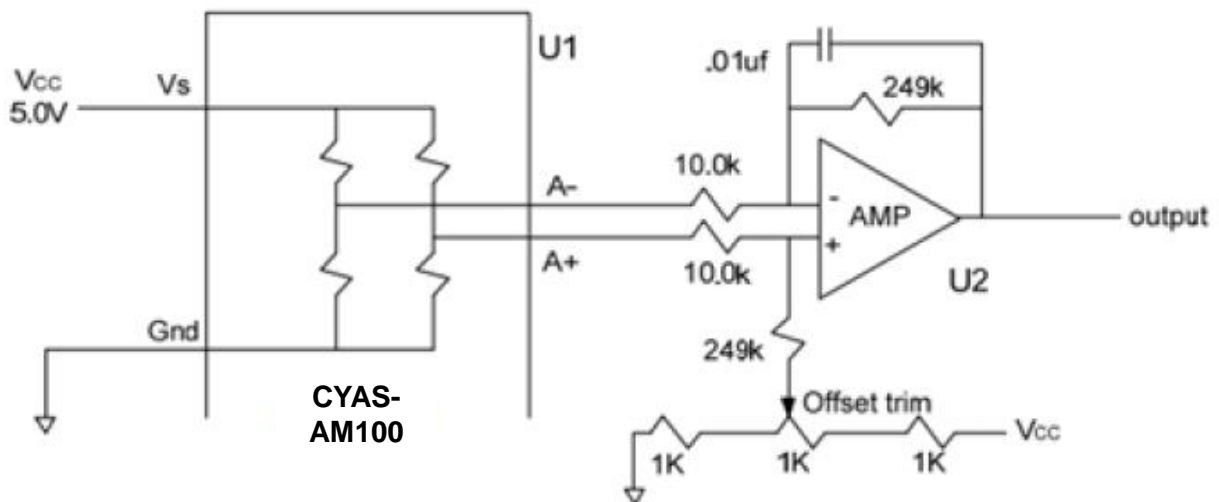 U1
.01uf
Vcc
5.0V
Vs
249k
10.0k
A-
-
AMP
+
output
A+
10.0k
U2
Gnd
249k
CYAS-
AM100
Offset trim
Vcc
1K
1K
1K